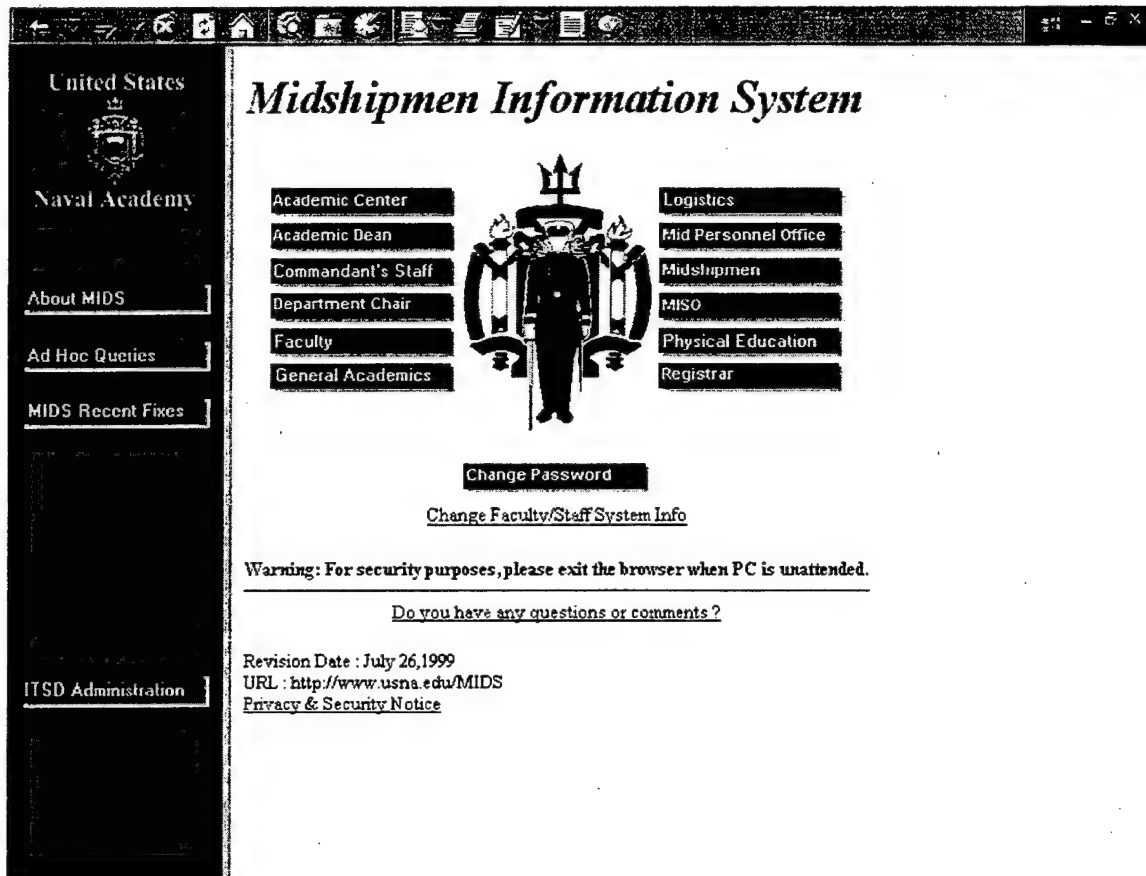 United States
Naval Academy
About MIDS
Ad Hoc Queries
MIDS Recent Fixes
ITSD Administration
Midshipmen Information System
Academic Center
Academic Dean
Commandant's Staff
Department Chair
Faculty
General Academics
Logistics
Mid Personnel Office
Midshipmen
MISO
Physical Education
Registrar
Change Password
Change Faculty/Staff System Info
Warning: For security purposes, please exit the browser when PC is unattended.
Do you have any questions or comments ?
Revision Date : July 26,1999
URL : http://www.usna.edu/MIDS
Privacy & Security Notice